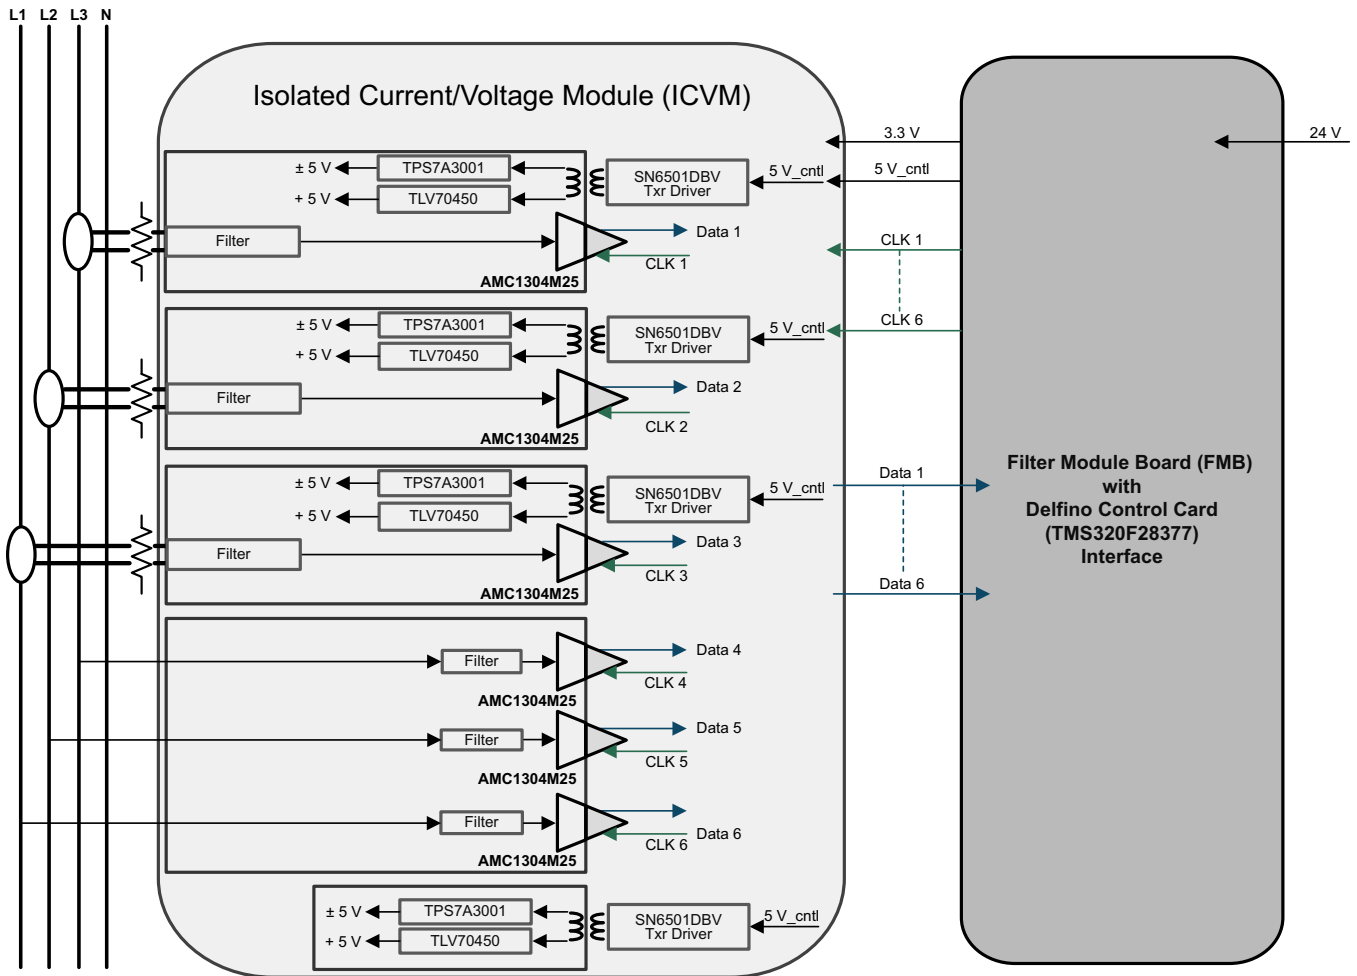 L1 L2 L3 N
Isolated Current/Voltage Module (ICVM)
3.3 V
24 V
± 5 V
TPS7A3001
SN6501DBV
Txr Driver
5 V_cntl
5 V_cntl
+ 5 V
TLV70450
Filter
Data 1
CLK 1
AMC1304M25
CLK 1
CLK 6
± 5 V
TPS7A3001
SN6501DBV
Txr Driver
5 V_cntl
+ 5 V
TLV70450
Filter
Data 2
CLK 2
AMC1304M25
± 5 V
TPS7A3001
SN6501DBV
Txr Driver
5 V_cntl
+ 5 V
TLV70450
Filter
Data 3
CLK 3
AMC1304M25
Data 1
Data 6
Filter Module Board (FMB)
with
Delfino Control Card
(TMS320F28377)
Interface
Filter
Data 4
CLK 4
AMC1304M25
Filter
Data 5
CLK 5
AMC1304M25
Filter
Data 6
CLK 6
AMC1304M25
± 5 V
TPS7A3001
SN6501DBV
Txr Driver
5 V_cntl
+ 5 V
TLV70450